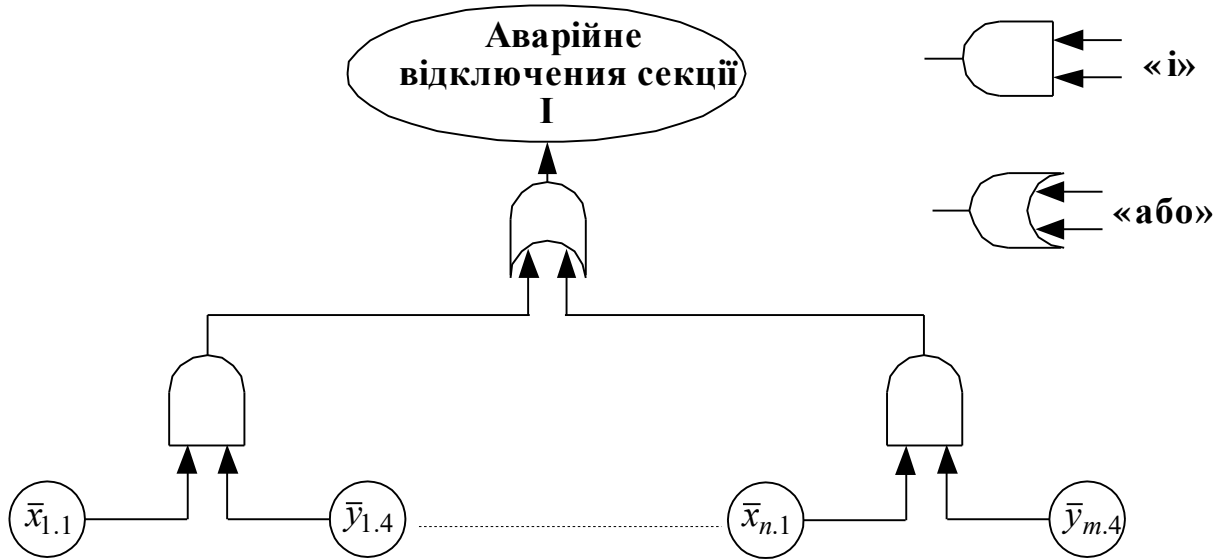 Аварійне
відключення секції
I
«і»
«або»
x̄1.1
ȳ1.4
x̄n.1
ȳm.4